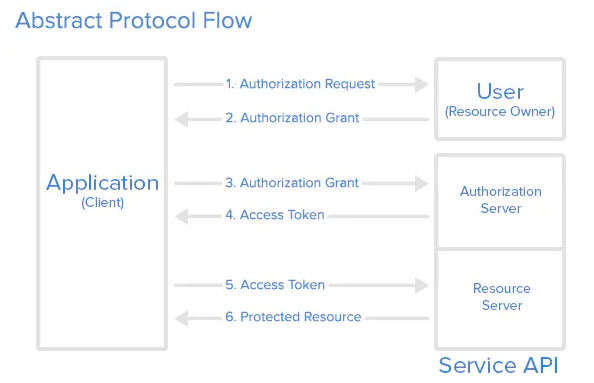 Abstract Protocol Flow
1. Authorization Request
User
(Resource Owner)
2. Authorization Grant
Application
(Client)
3. Authorization Grant
Authorization
Server
4. Access Token
5. Access Token
Resource
Server
6. Protected Resource
Service API